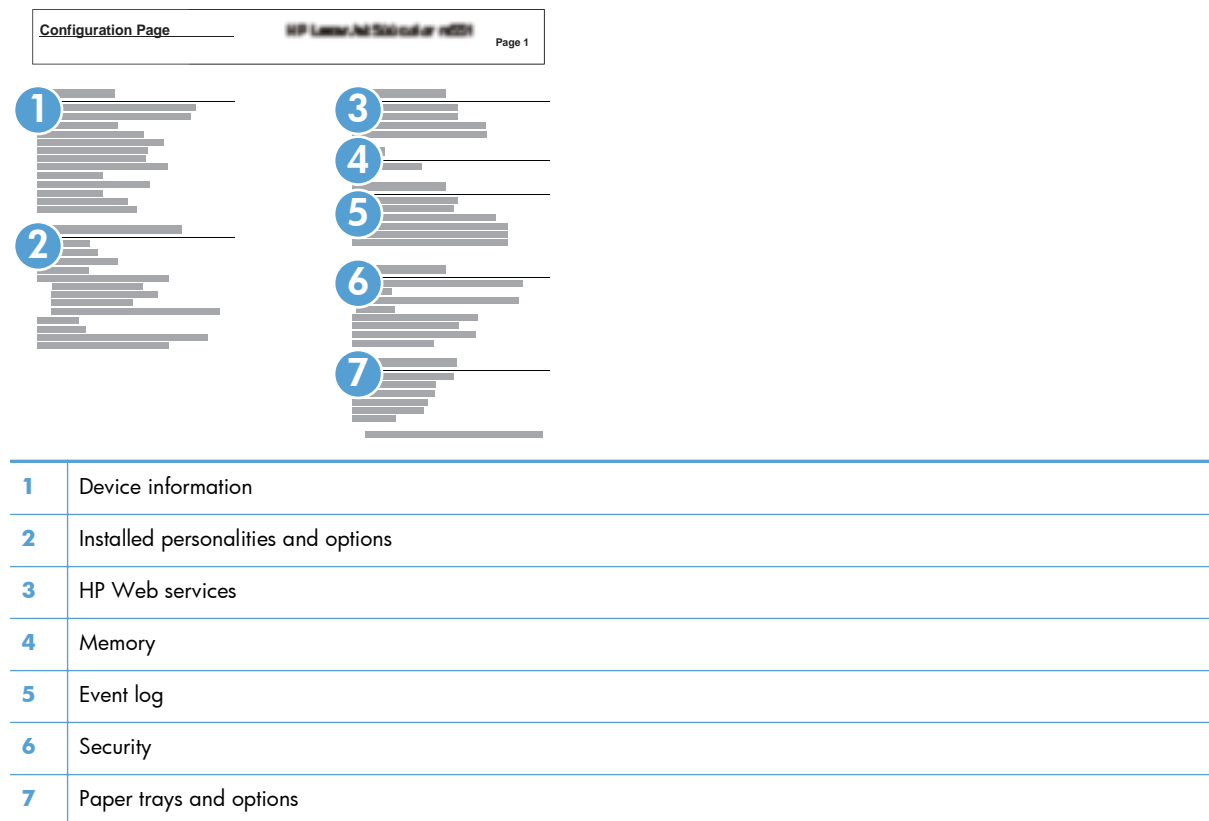 Configuration Page
Page 1
1
2
3
4
5
6
7
1 Device information
2 Installed personalities and options
3 HP Web services
4 Memory
5 Event log
6 Security
7 Paper trays and options